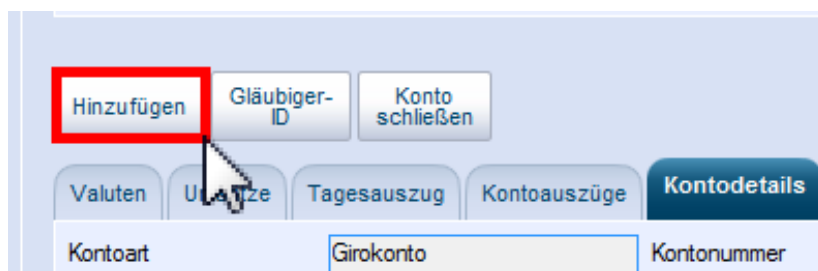 Hinzufügen
Gläubiger-
ID
Konto
schließen
Valuten Tagesauszug Kontoauszüge Kontodetails
Kontoart Girokonto Kontonummer